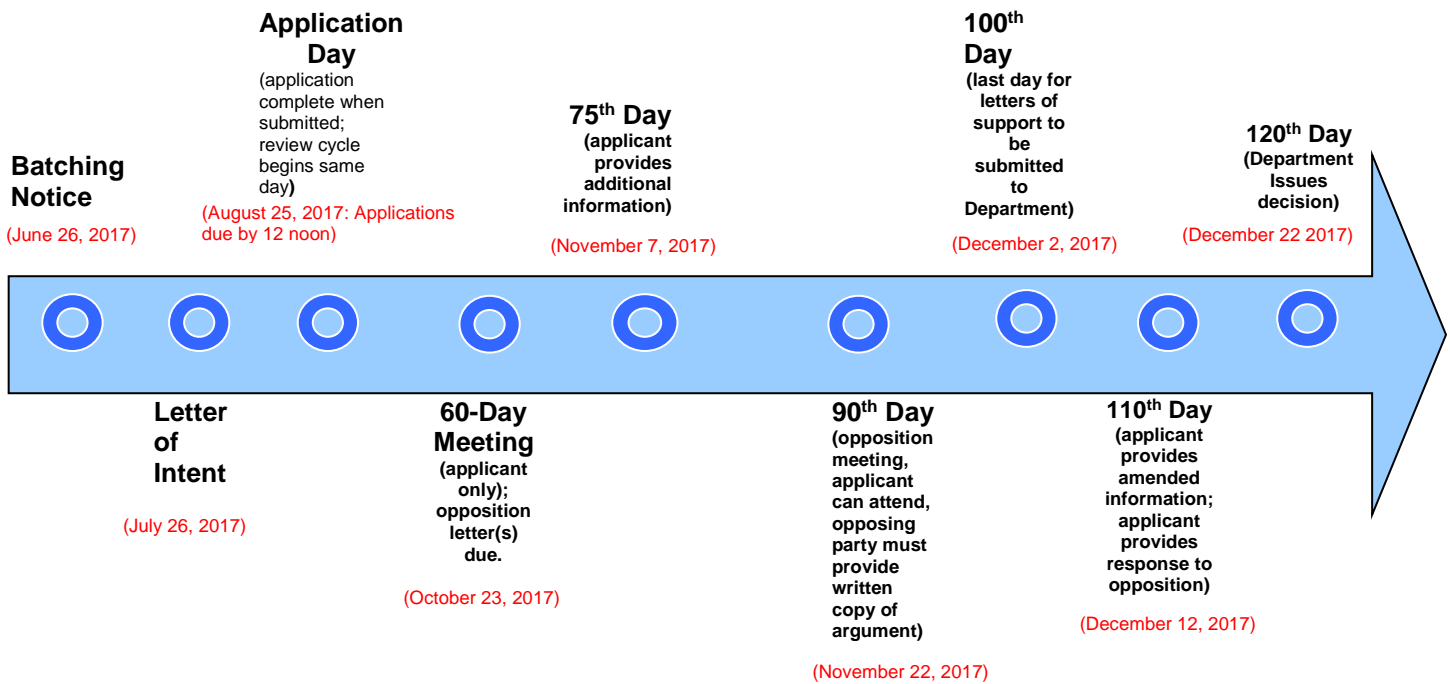 Batching
Notice
(June 26, 2017)
Letter
of
Intent
(July 26, 2017)
Application
Day
(application
complete when
submitted;
review cycle
begins same
day)
(August 25, 2017: Applications
due by 12 noon)
60-Day
Meeting
(applicant
only);
opposition
letter(s)
due.
(October 23, 2017)
75th Day
(applicant
provides
additional
information)
(November 7, 2017)
90th Day
(opposition
meeting,
applicant
can attend,
opposing
party must
provide
written
copy of
argument)
(November 22, 2017)
100th
Day
(last day for
letters of
support to
be
submitted
to
Department)
(December 2, 2017)
110th Day
(applicant
provides
amended
information;
applicant
provides
response to
opposition)
(December 12, 2017)
120th Day
(Department
Issues
decision)
(December 22 2017)